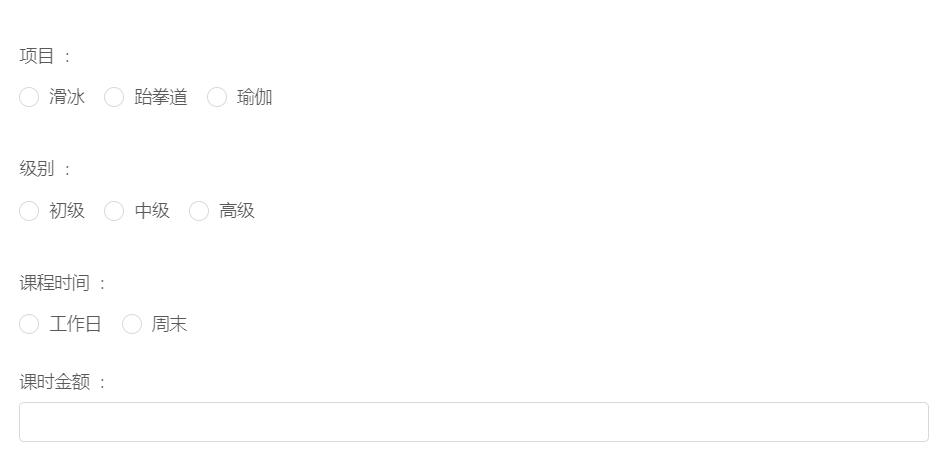 项目 ：
滑冰 跆拳道 瑜伽
级别 ：
初级 中级 高级
课程时间 ：
工作日 周末
课时金额 ：